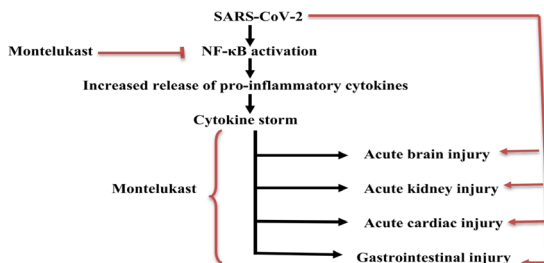 SARS-CoV-2
Montelukast
NF-κB activation
Increased release of pro-inflammatory cytokines
Cytokine storm
Acute brain injury
Montelukast
Acute kidney injury
Acute cardiac injury
Gastrointestinal injury